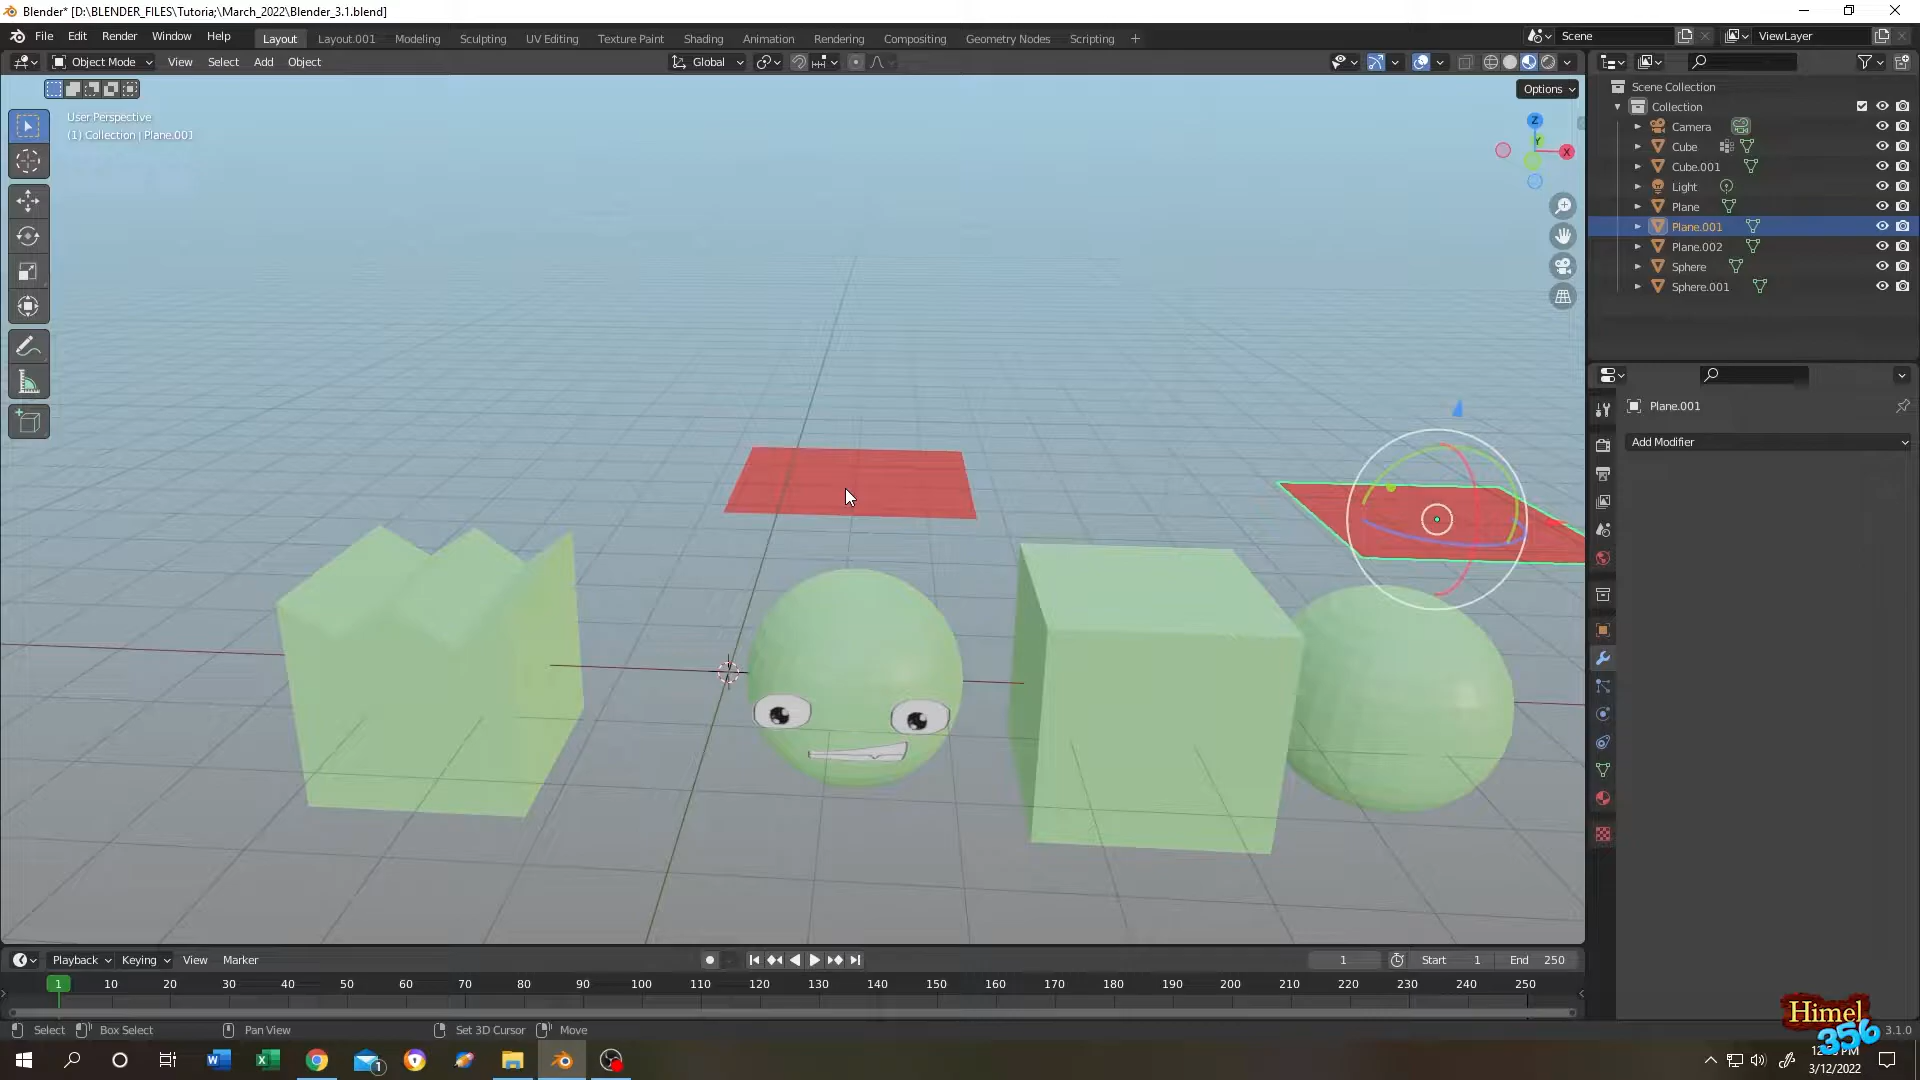 Blender* [D:\BLENDER_FILES\Tutoria;\March_2022\Blender_3.1.blend]
File Edit Render Window Help
Layout Layout.001 Modeling Sculpting UV Editing Texture Paint Shading Animation Rendering Compositing Geometry Nodes Scripting +
Scene
ViewLayer
Object Mode View Select Add Object
Global
Options
User Perspective
(1) Collection | Plane.001
Z
Y
X
Scene Collection
Collection
Camera
Cube
Cube.001
Light
Plane
Plane.001
Plane.002
Sphere
Sphere.001
Plane.001
Add Modifier
Playback Keying View Marker
1 Start 1 End 250
1 10 20 30 40 50 60 70 80 90 100 110 120 130 140 150 160 170 180 190 200 210 220 230 240 250
Select Box Select Pan View Set 3D Cursor Move
3.1.0
Himel
356
PM
3/12/2022